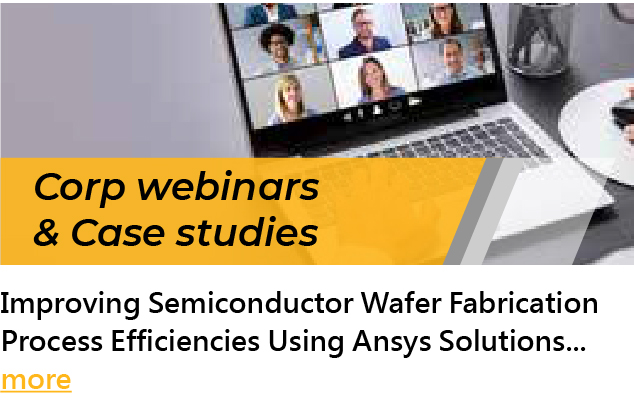 Corp webinars
& Case studies
Improving Semiconductor Wafer Fabrication
Process Efficiencies Using Ansys Solutions...
more